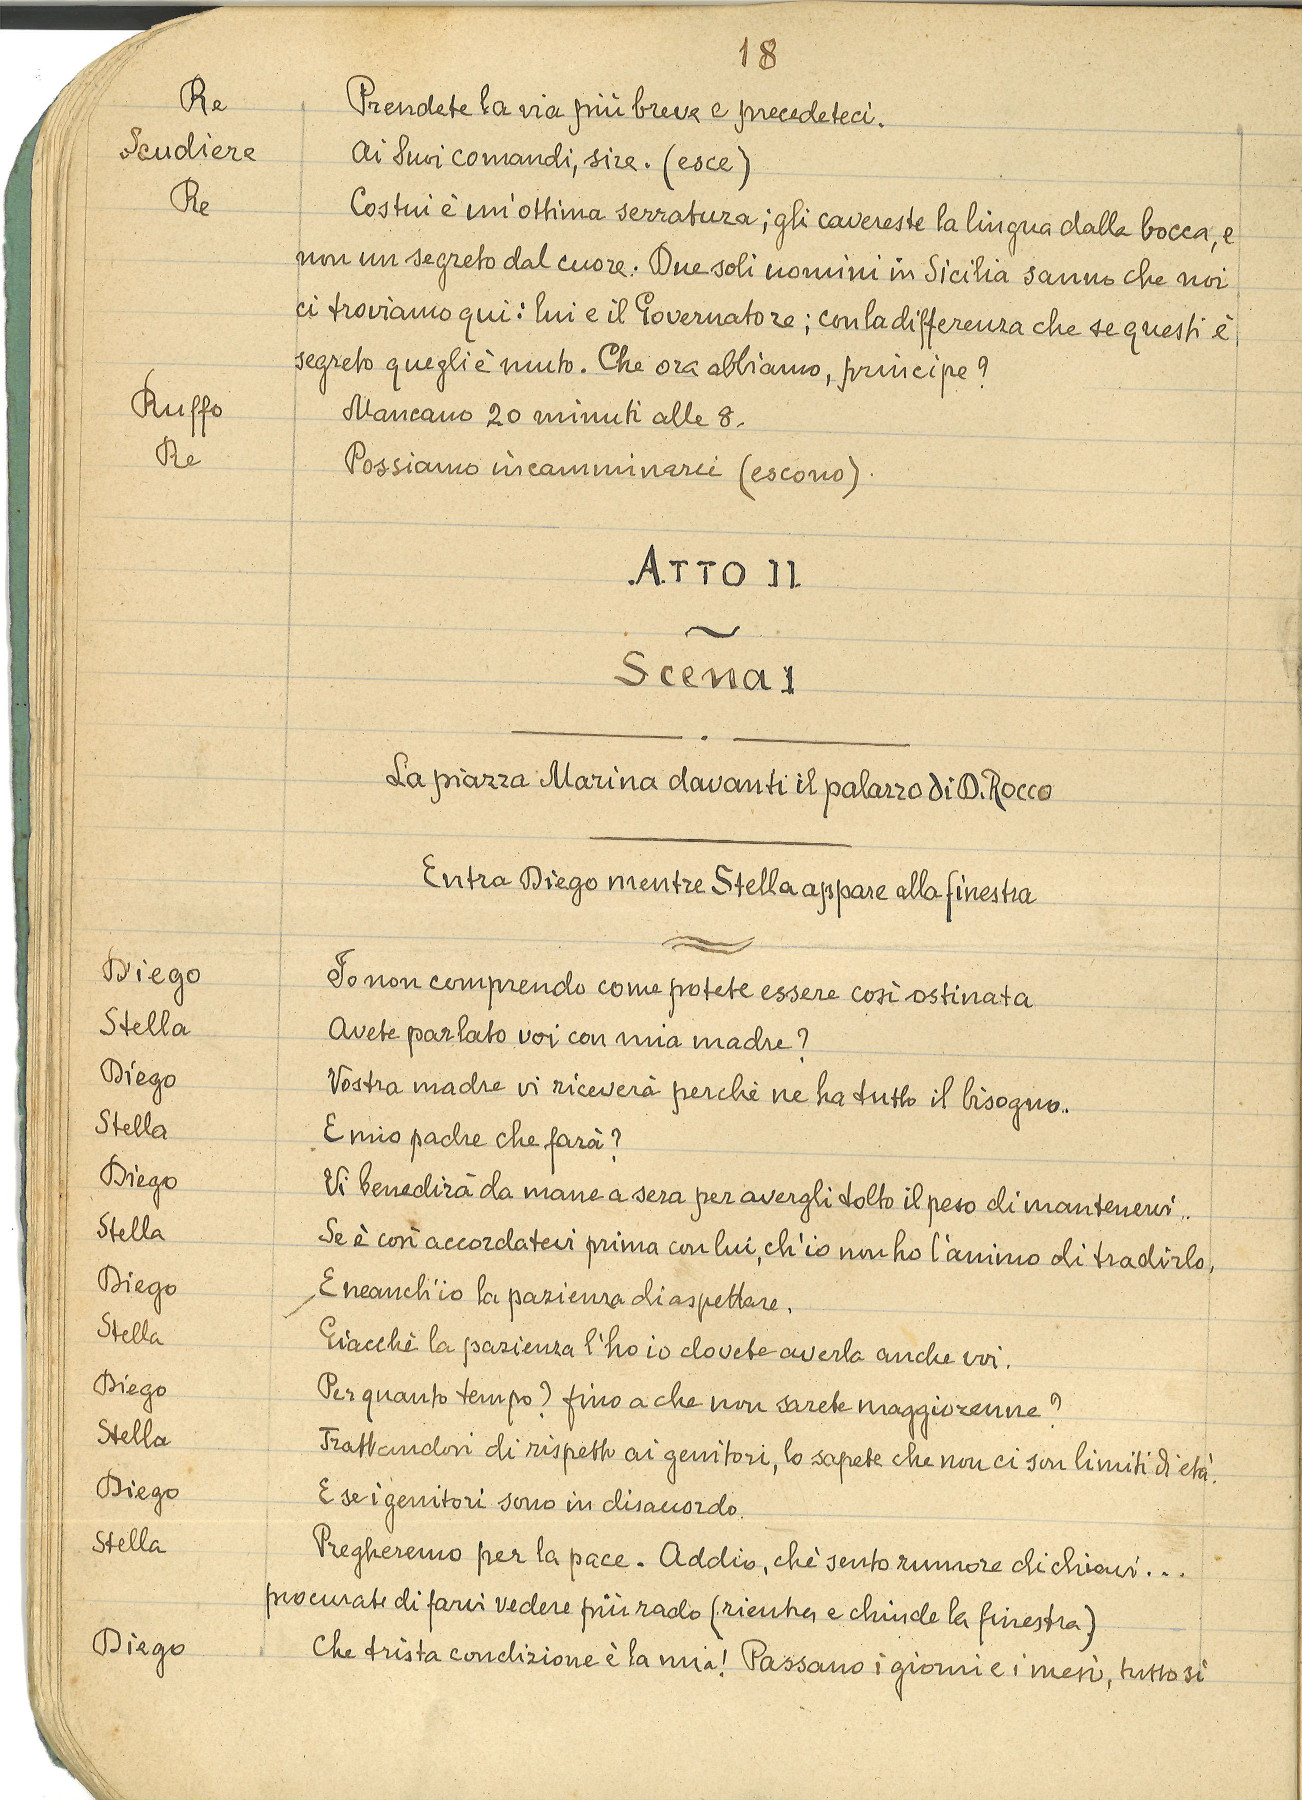 18
Re Prendete la via più breve e precedeteci.
Scudiere Ai Suoi comandi, sire. (esce)
Re Costui è un'ottima serratura; gli cavereste la lingua dalla bocca, e
non un segreto dal cuore. Due soli uomini in Sicilia sanno che noi
ci troviamo qui: lui e il Governatore; con la differenza che se questi è
segreto quegli è muto. Che ora abbiamo, principe?
Ruffo Mancano 20 minuti alle 8.
Re Possiamo incamminarci (escono).
ATTO II
Scena 1
La piazza Marina davanti il palazzo di D. Rocco
Entra Diego mentre Stella appare alla finestra
Diego Io non comprendo come potete essere così ostinata
Stella Avete parlato voi con mia madre?
Diego Vostra madre vi riceverà perchè ne ha tutto il bisogno.
Stella E mio padre che farà?
Diego Vi benedirà da mane a sera per avergli tolto il peso di mantenervi..
Stella Se è così accordatevi prima con lui, ch'io non ho l'animo di tradirlo,
Diego E neanch'io la pazienza di aspettare.
Stella Giacchè la pazienza l'ho io dovete averla anche voi.
Diego Per quanto tempo? fino a che non sarete maggiorenne?
Stella Trattandosi di rispetto ai genitori, lo sapete che non ci son limiti di età.
Diego E se i genitori sono in disaccordo.
Stella Pregheremo per la pace. Addio, chè sento rumore di chiavi...
procurate di farvi vedere più rado (rientra e chiude la finestra)
Diego Che trista condizione è la mia! Passano i giorni e i mesi, tutto si